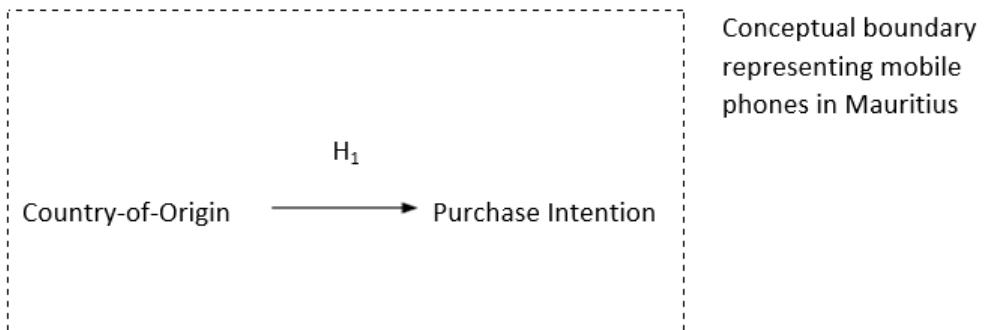 Conceptual boundary
representing mobile
phones in Mauritius
H₁
Country-of-Origin
Purchase Intention